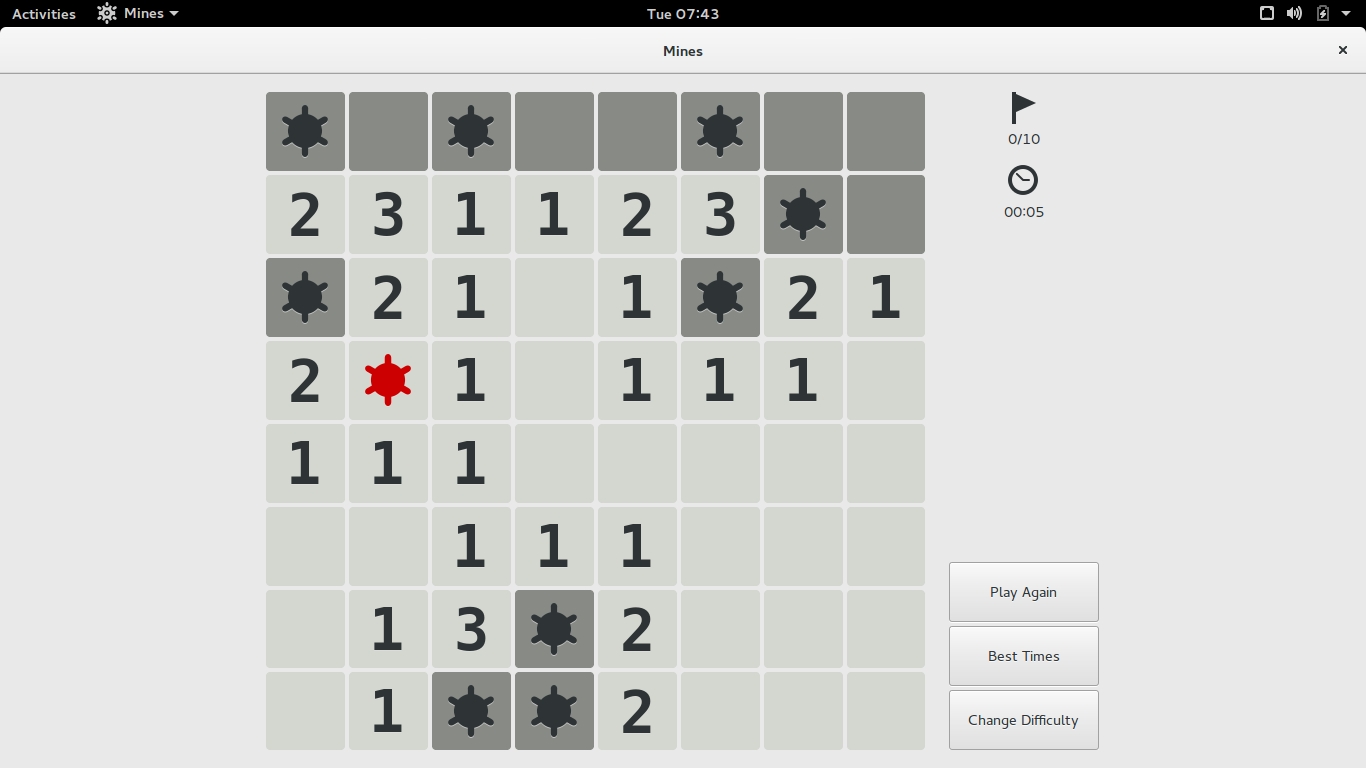 Activities Mines Tue 07:43
Mines
0/10
2 3 1 1 2 3
00:05
2 1 1 2 1
2 1 1 1 1
1 1 1
1 1 1
Play Again
1 3 2
Best Times
1 2
Change Difficulty